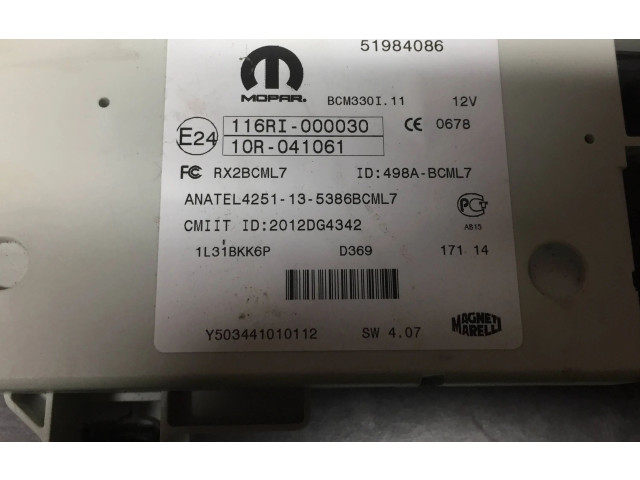 51984086
MOPAR.
BCM330I.11 12V
E24 116RI-000030 CE 0678
10R-041061
FC RX2BCML7 ID:498A-BCML7
ANATEL4251-13-5386BCML7
CMIIT ID:2012DG4342
AB15
1L31BKK6P D369 171 14
Y503441010112 SW 4.07
MAGNETI
MARELLI